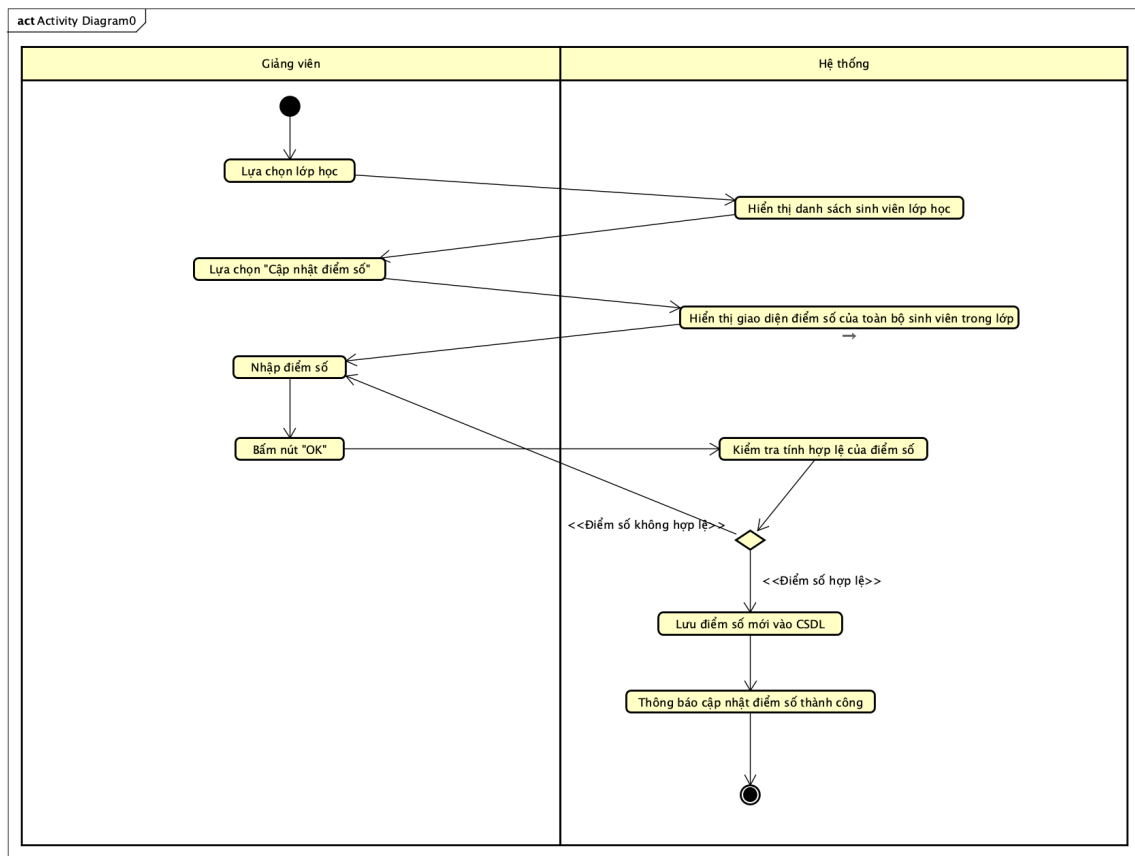 act Activity Diagram0
Giảng viên
Hệ thống
Lựa chọn lớp học
Hiển thị danh sách sinh viên lớp học
Lựa chọn "Cập nhật điểm số"
Hiển thị giao diện điểm số của toàn bộ sinh viên trong lớp
Nhập điểm số
Bấm nút "OK"
Kiểm tra tính hợp lệ của điểm số
<<Điểm số không hợp lệ>>
<<Điểm số hợp lệ>>
Lưu điểm số mới vào CSDL
Thông báo cập nhật điểm số thành công